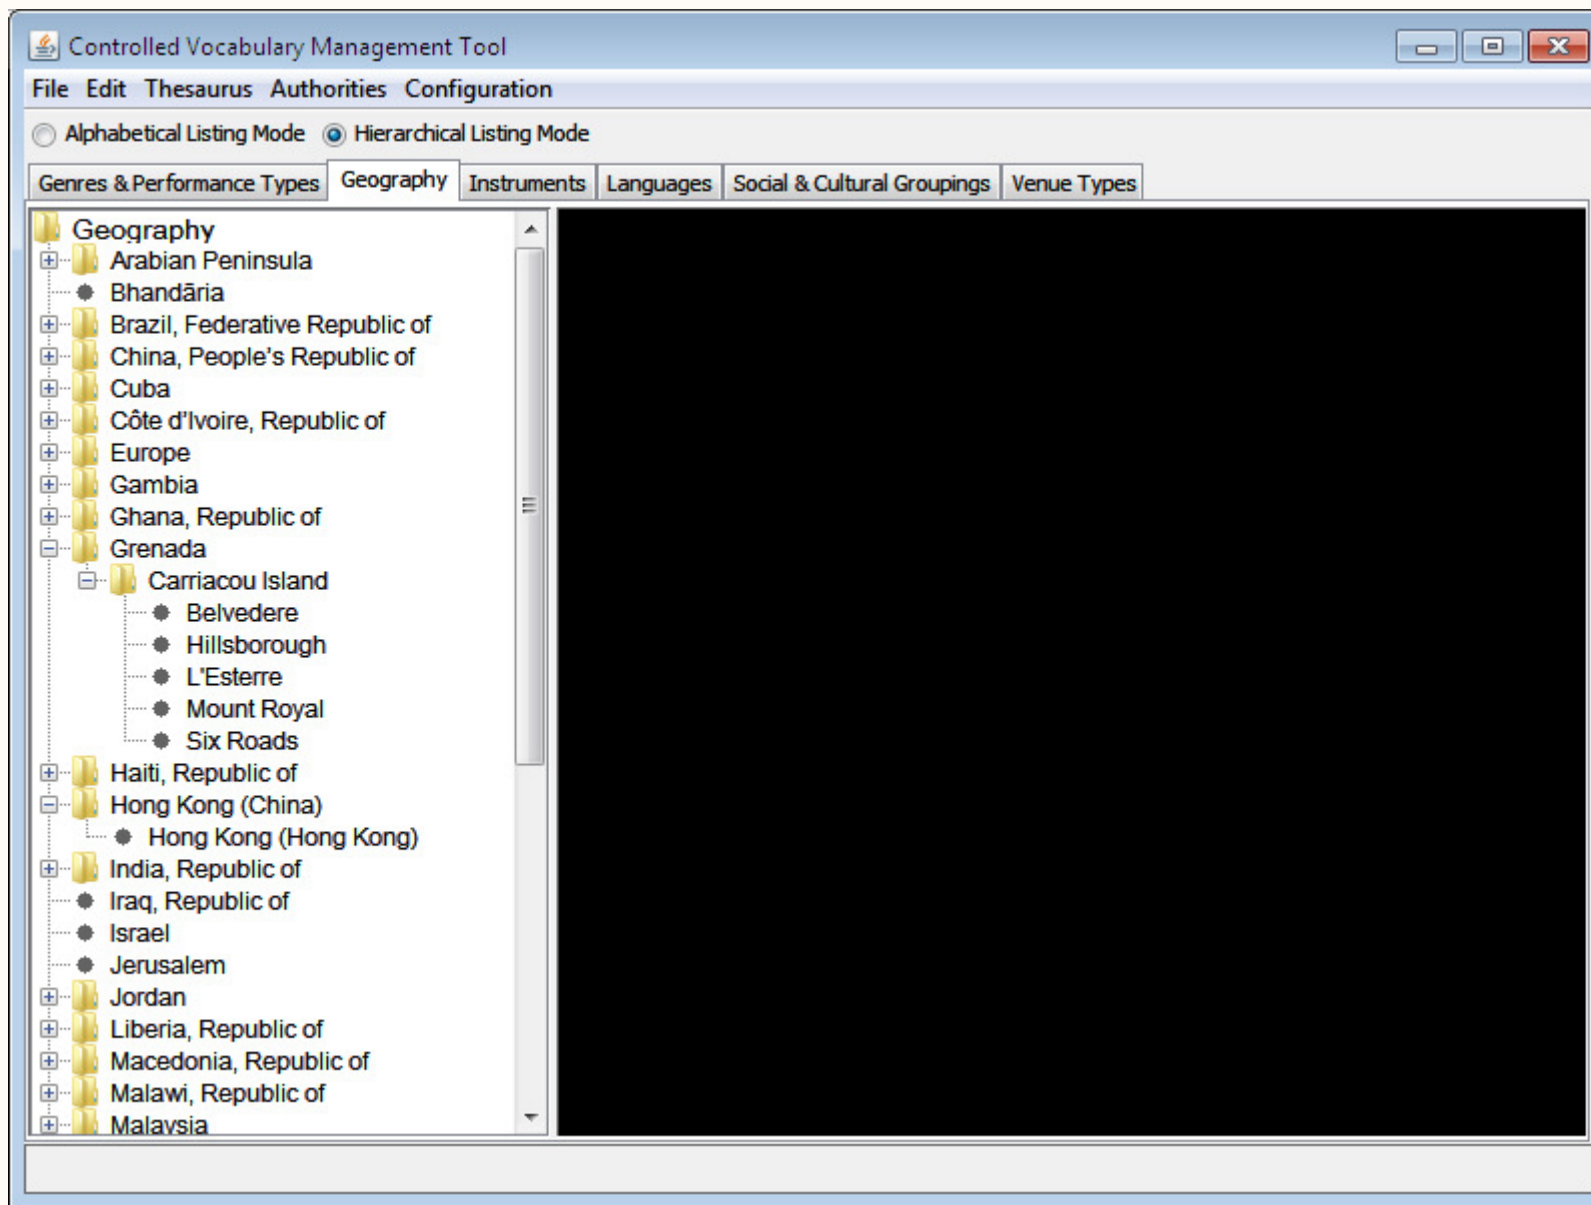 Controlled Vocabulary Management Tool
File Edit Thesaurus Authorities Configuration
Alphabetical Listing Mode Hierarchical Listing Mode
Genres & Performance Types Geography Instruments Languages Social & Cultural Groupings Venue Types
Geography
Arabian Peninsula
Bhandāria
Brazil, Federative Republic of
China, People's Republic of
Cuba
Côte d'Ivoire, Republic of
Europe
Gambia
Ghana, Republic of
Grenada
Carriacou Island
Belvedere
Hillsborough
L'Esterre
Mount Royal
Six Roads
Haiti, Republic of
Hong Kong (China)
Hong Kong (Hong Kong)
India, Republic of
Iraq, Republic of
Israel
Jerusalem
Jordan
Liberia, Republic of
Macedonia, Republic of
Malawi, Republic of
Malaysia